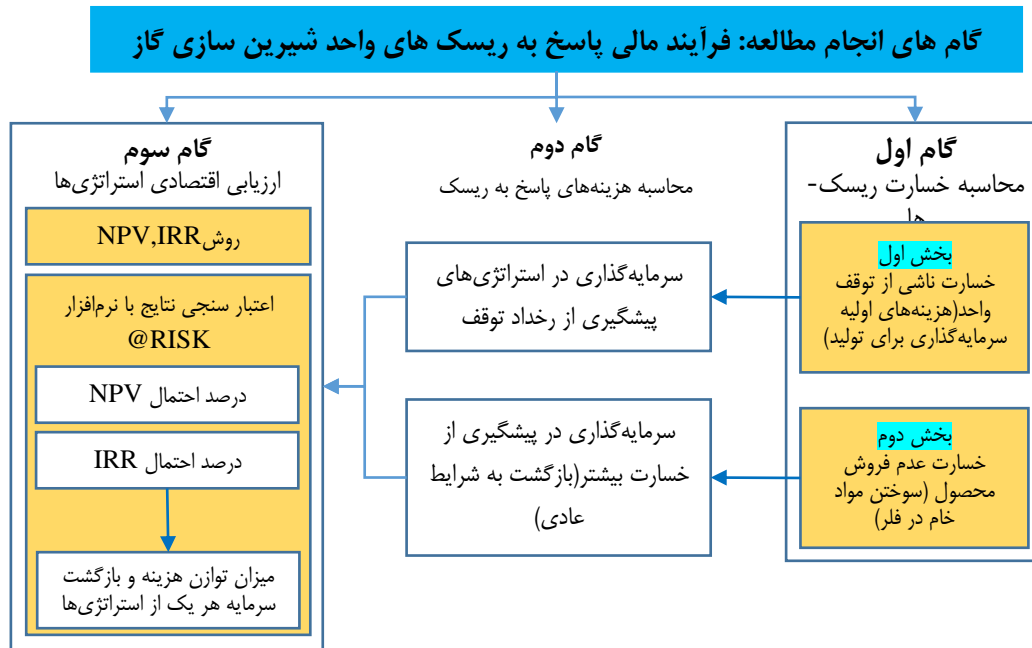 گام های انجام مطالعه: فرآیند مالی پاسخ به ریسک های واحد شیرین سازی گاز
گام اول
محاسبه خسارت ریسک-
ها
بخش اول
خسارت ناشی از توقف
واحد(هزینه‌های اولیه
سرمایه‌گذاری برای تولید)
بخش دوم
خسارت عدم فروش
محصول (سوختن مواد
خام در فلر)
گام دوم
محاسبه هزینه‌های پاسخ به ریسک
سرمایه‌گذاری در استراتژی‌های
پیشگیری از رخداد توقف
سرمایه‌گذاری در پیشگیری از
خسارت بیشتر(بازگشت به شرایط
عادی)
گام سوم
ارزیابی اقتصادی استراتژی‌ها
روش NPV,IRR
اعتبار سنجی نتایج با نرم‌افزار
@RISK
درصد احتمال NPV
درصد احتمال IRR
میزان توازن هزینه و بازگشت
سرمایه هر یک از استراتژی‌ها